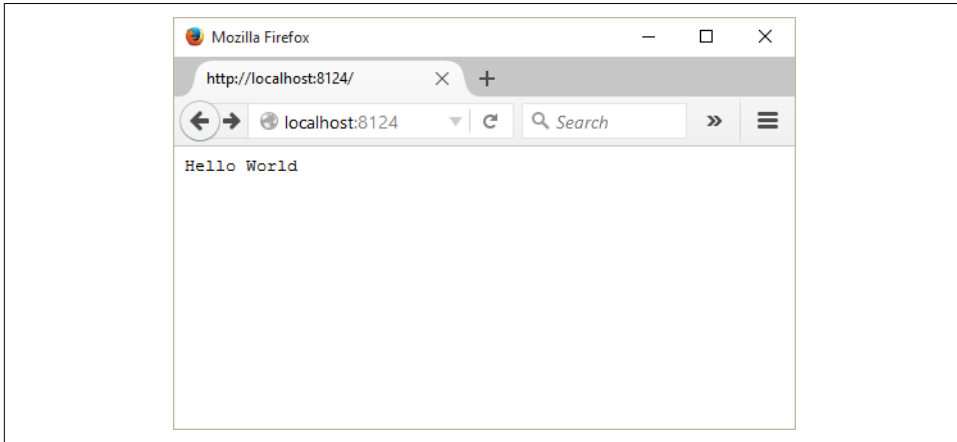 Mozilla Firefox
http://localhost:8124/
localhost:8124
Search
Hello World